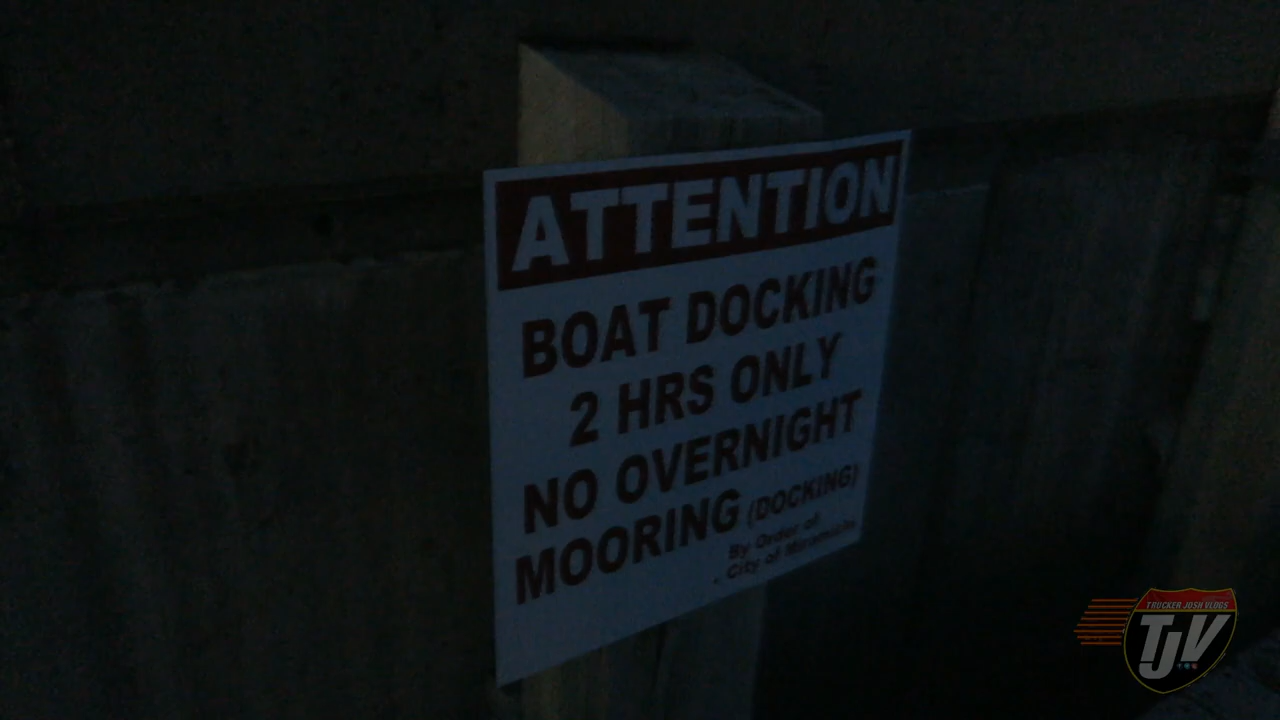 ATTENTION
BOAT DOCKING
2 HRS ONLY
NO OVERNIGHT
MOORING (DOCKING)
By Order of
City of Miramichi
TRUCKER JOSH VLOGS
TJV